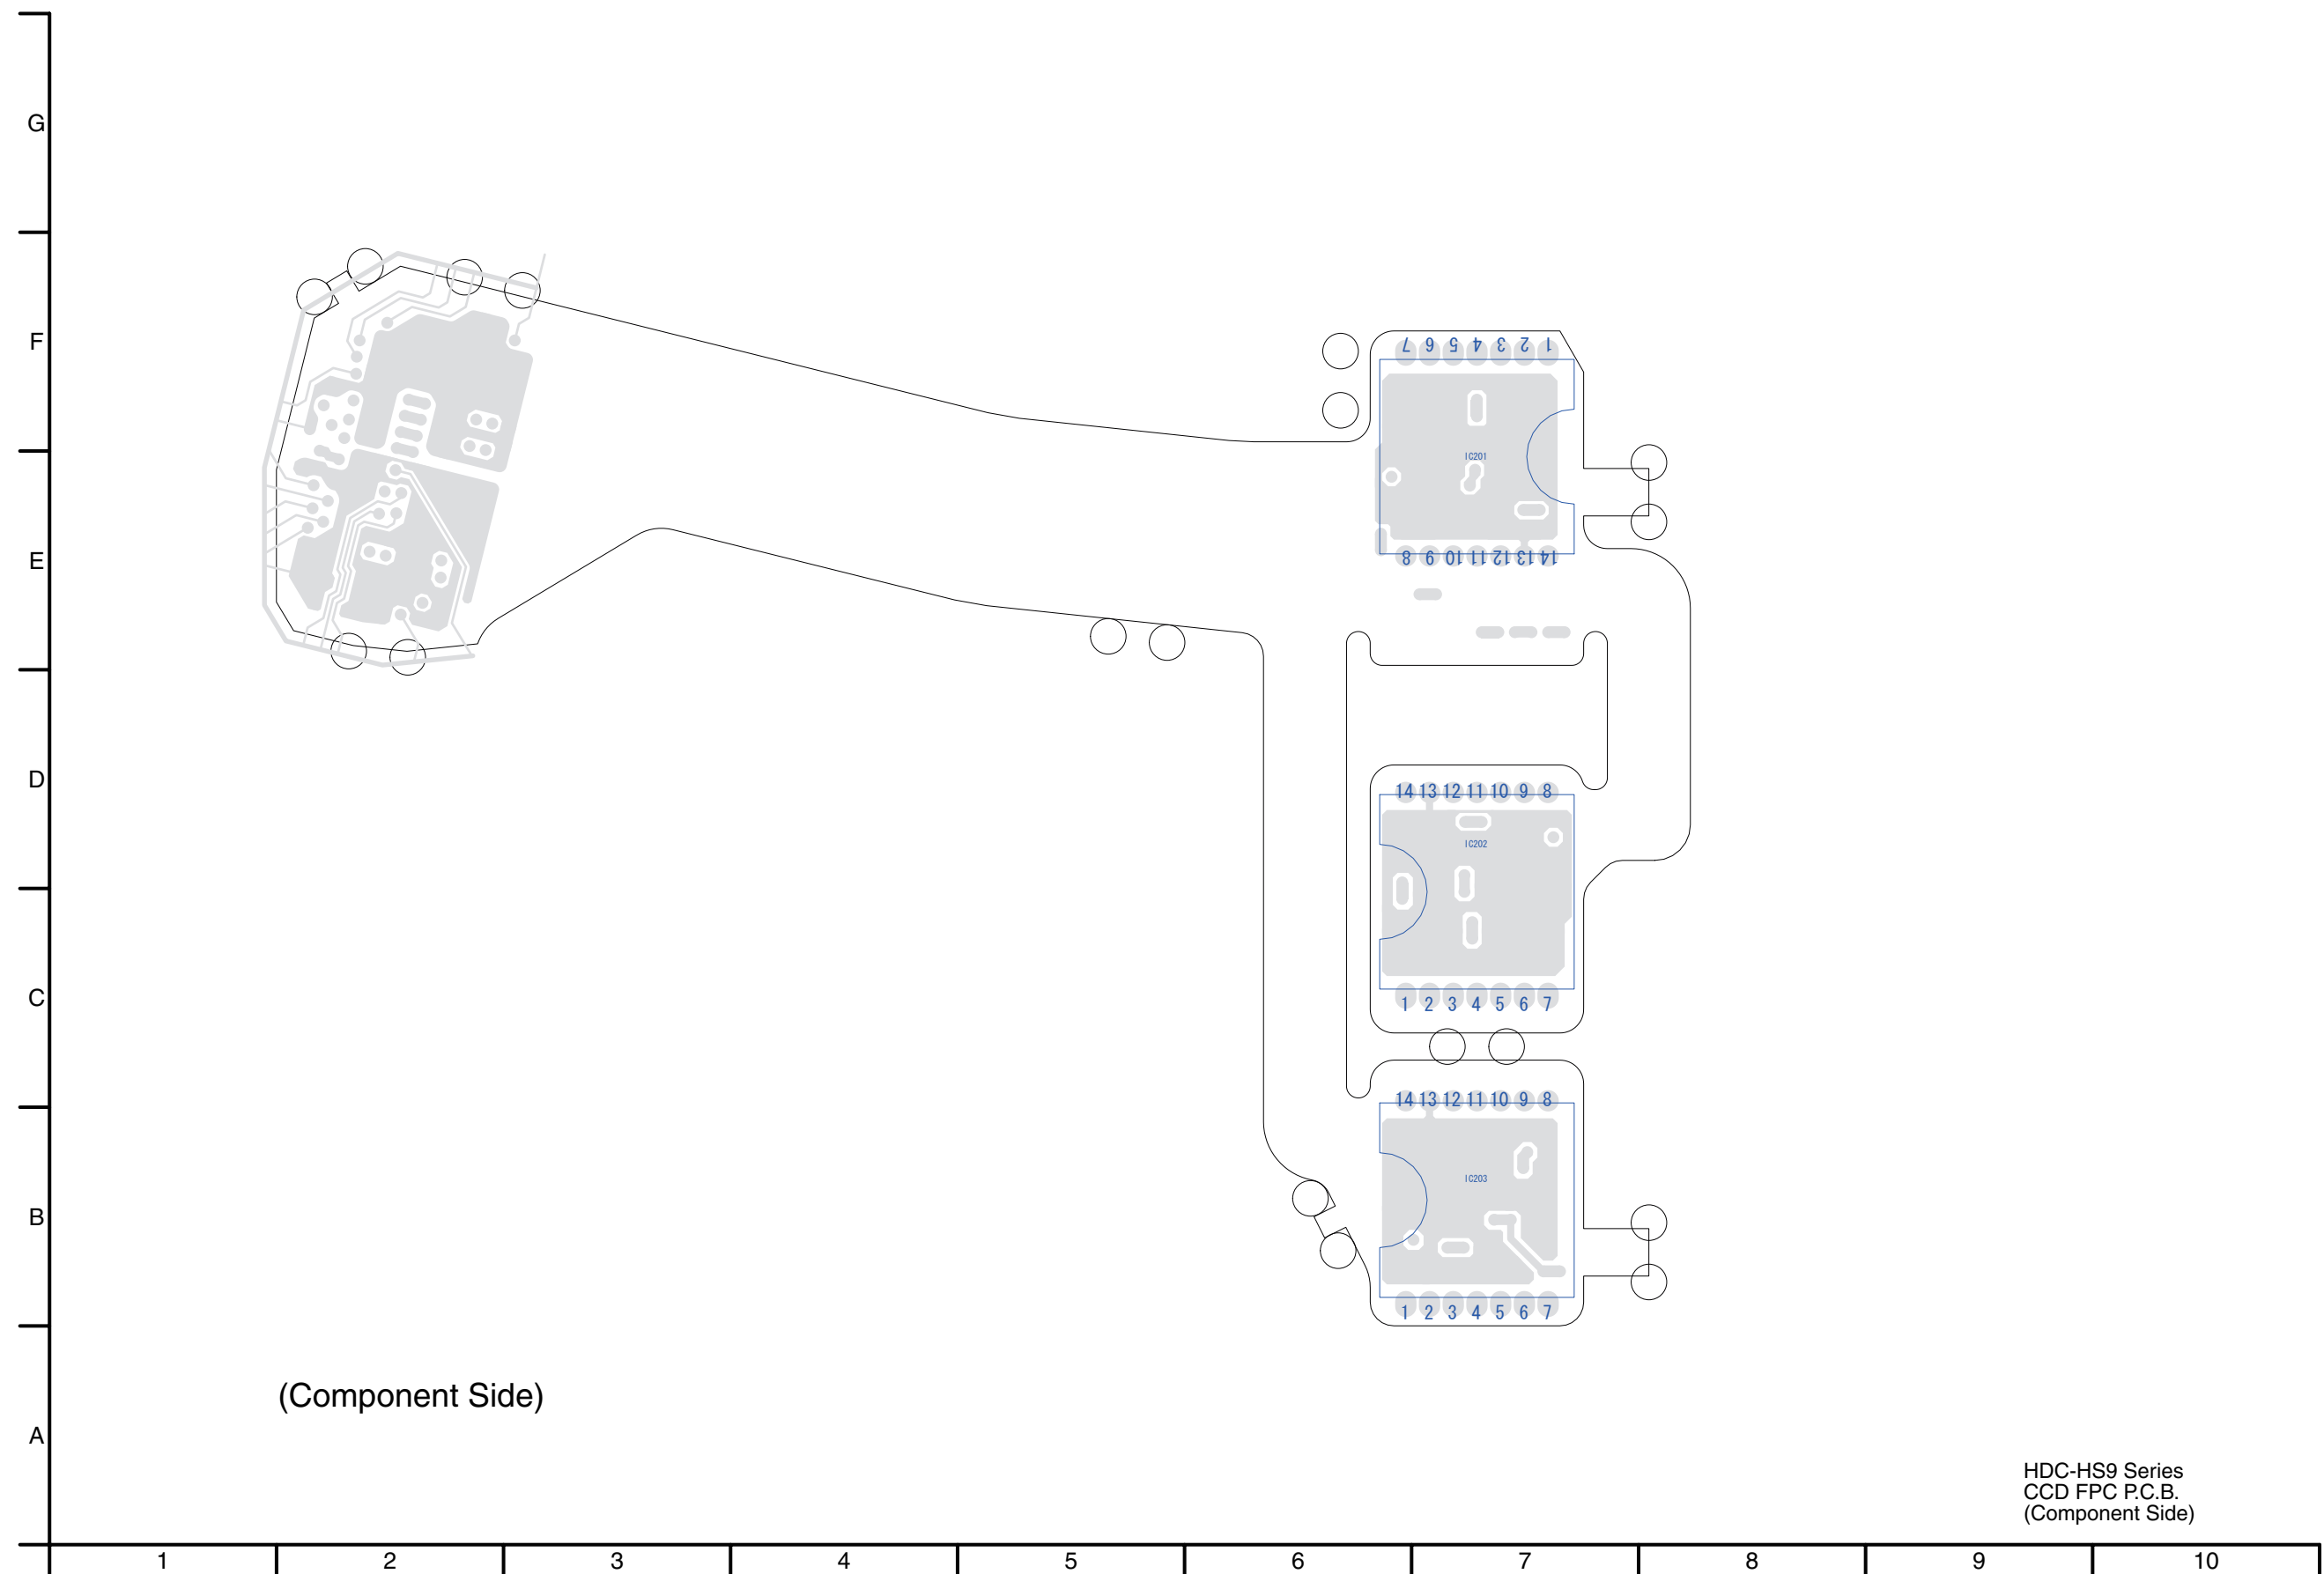 G
F
7 6 5 4 3 2 1
IC201
E
8 9 10 11 12 13 14
D
14 13 12 11 10 9 8
IC202
C
1 2 3 4 5 6 7
14 13 12 11 10 9 8
IC203
B
1 2 3 4 5 6 7
(Component Side)
A
HDC-HS9 Series
CCD FPC P.C.B.
(Component Side)
1 2 3 4 5 6 7 8 9 10